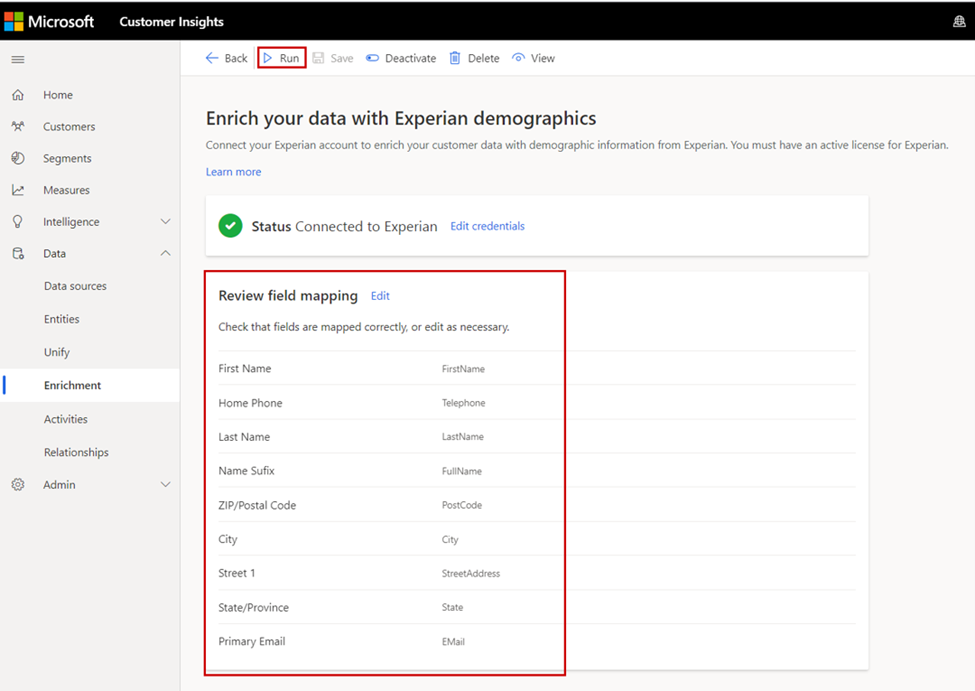 Microsoft Customer Insights
Back Run Save Deactivate Delete View
Home
Customers
Segments
Measures
Intelligence
Data
Data sources
Entities
Unify
Enrichment
Activities
Relationships
Admin
Enrich your data with Experian demographics
Connect your Experian account to enrich your customer data with demographic information from Experian. You must have an active license for Experian.
Learn more
Status Connected to Experian Edit credentials
Review field mapping Edit
Check that fields are mapped correctly, or edit as necessary.
First Name FirstName
Home Phone Telephone
Last Name LastName
Name Sufix FullName
ZIP/Postal Code PostCode
City City
Street 1 StreetAddress
State/Province State
Primary Email EMail